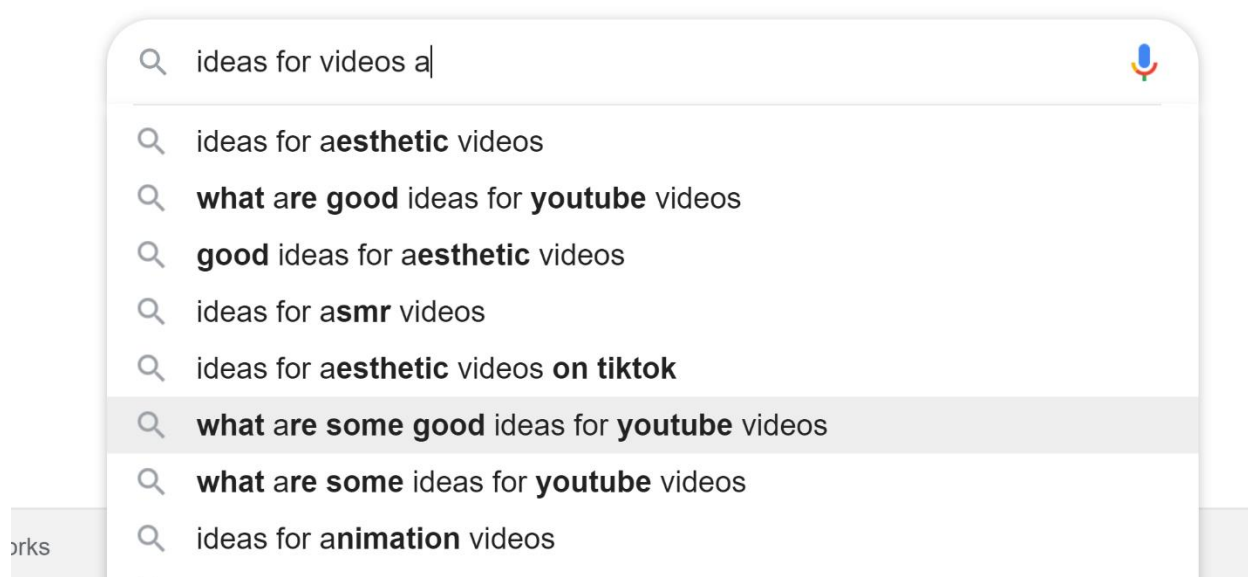 ideas for videos a
ideas for aesthetic videos
what are good ideas for youtube videos
good ideas for aesthetic videos
ideas for asmr videos
ideas for aesthetic videos on tiktok
what are some good ideas for youtube videos
what are some ideas for youtube videos
ideas for animation videos